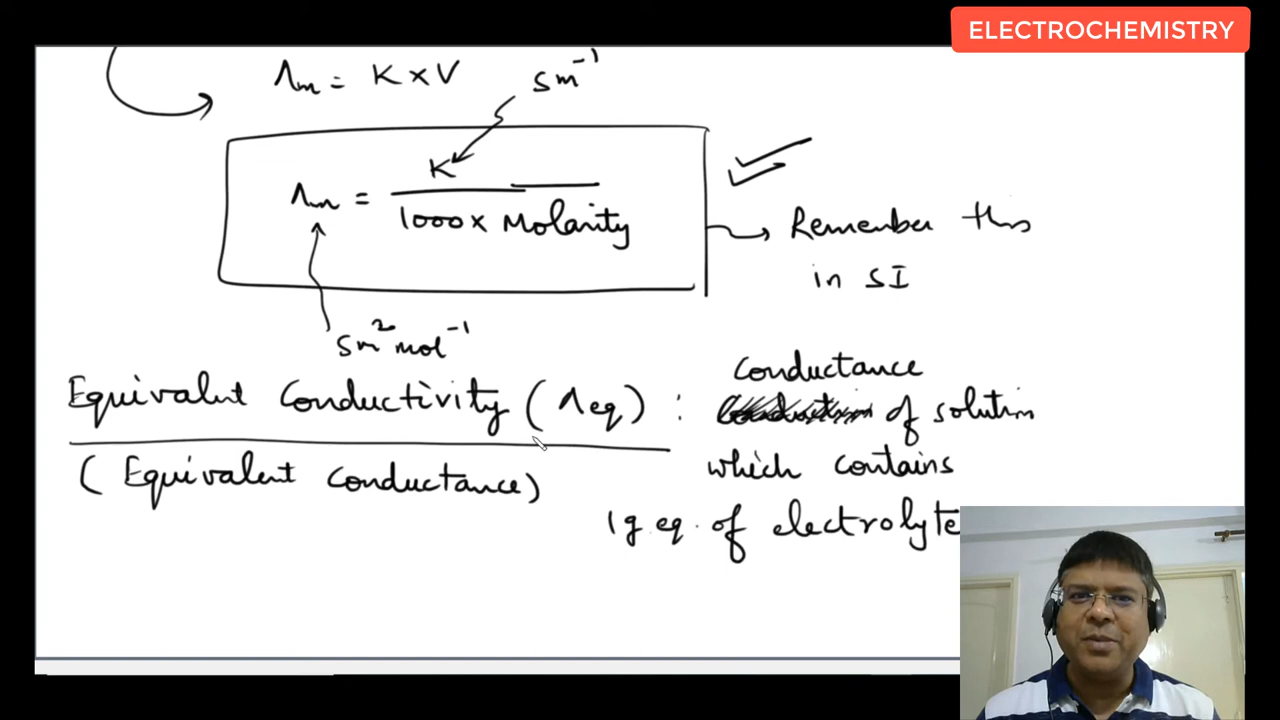 ELECTROCHEMISTRY
Λm = K × V
Sm⁻¹
Λm = K / 1000 × Molarity
Remember this
in SI
Sm² mol⁻¹
Equivalent Conductivity (Λeq) :
(Equivalent Conductance)
Conductance
of solution
which contains
1g eq. of electrolyte